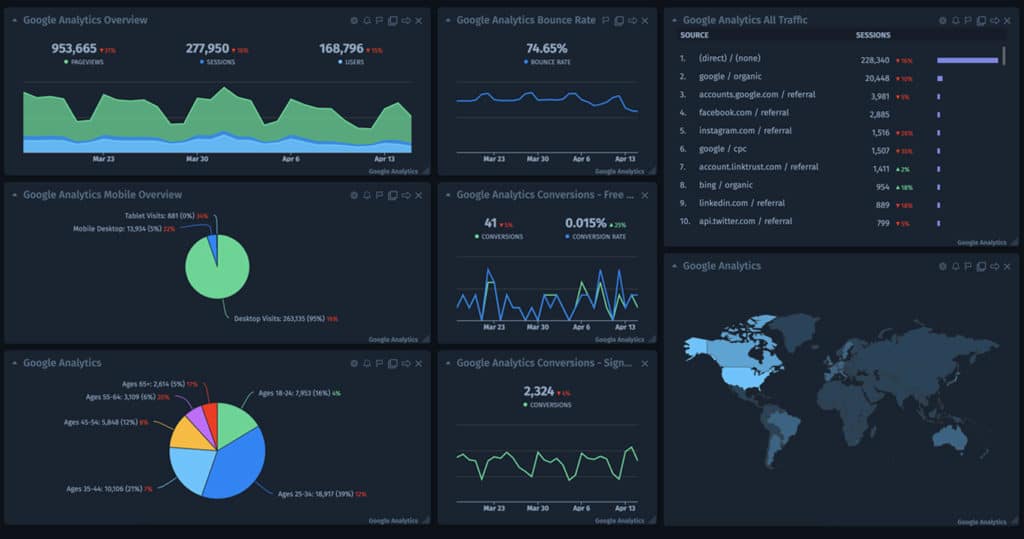 Google Analytics Overview
953,665 ▼31%
PAGEVIEWS
277,950 ▼16%
SESSIONS
168,796 ▼15%
USERS
Mar 23 Mar 30 Apr 6 Apr 13
Google Analytics
Google Analytics Bounce Rate
74.65%
BOUNCE RATE
Mar 23 Mar 30 Apr 6 Apr 13
Google Analytics
Google Analytics All Traffic
SOURCE SESSIONS
1. (direct) / (none) 228,340 ▼16%
2. google / organic 20,448 ▼10%
3. accounts.google.com / referral 3,981 ▼5%
4. facebook.com / referral 2,885
5. instagram.com / referral 1,516 ▼26%
6. google / cpc 1,507 ▼35%
7. account.linktrust.com / referral 1,411 ▲2%
8. bing / organic 954 ▲18%
9. linkedin.com / referral 889 ▼18%
10. api.twitter.com / referral 799 ▼5%
Google Analytics
Google Analytics Mobile Overview
Tablet Visits: 881 (0%) 34%
Mobile Desktop: 13,934 (5%) 22%
Desktop Visits: 263,135 (95%) 16%
Google Analytics
Google Analytics Conversions - Free ...
41 ▼5%
CONVERSIONS
0.015% ▲25%
CONVERSION RATE
Mar 23 Mar 30 Apr 6 Apr 13
Google Analytics
Google Analytics
Ages 65+: 2,614 (5%) 17%
Ages 55-64: 3,109 (6%) 20%
Ages 45-54: 5,848 (12%) 8%
Ages 35-44: 10,106 (21%) 7%
Ages 18-24: 7,953 (16%) 4%
Ages 25-34: 18,917 (39%) 12%
Google Analytics
Google Analytics Conversions - Sign...
2,324 ▼4%
CONVERSIONS
Mar 23 Mar 30 Apr 6 Apr 13
Google Analytics
Google Analytics
Google Analytics